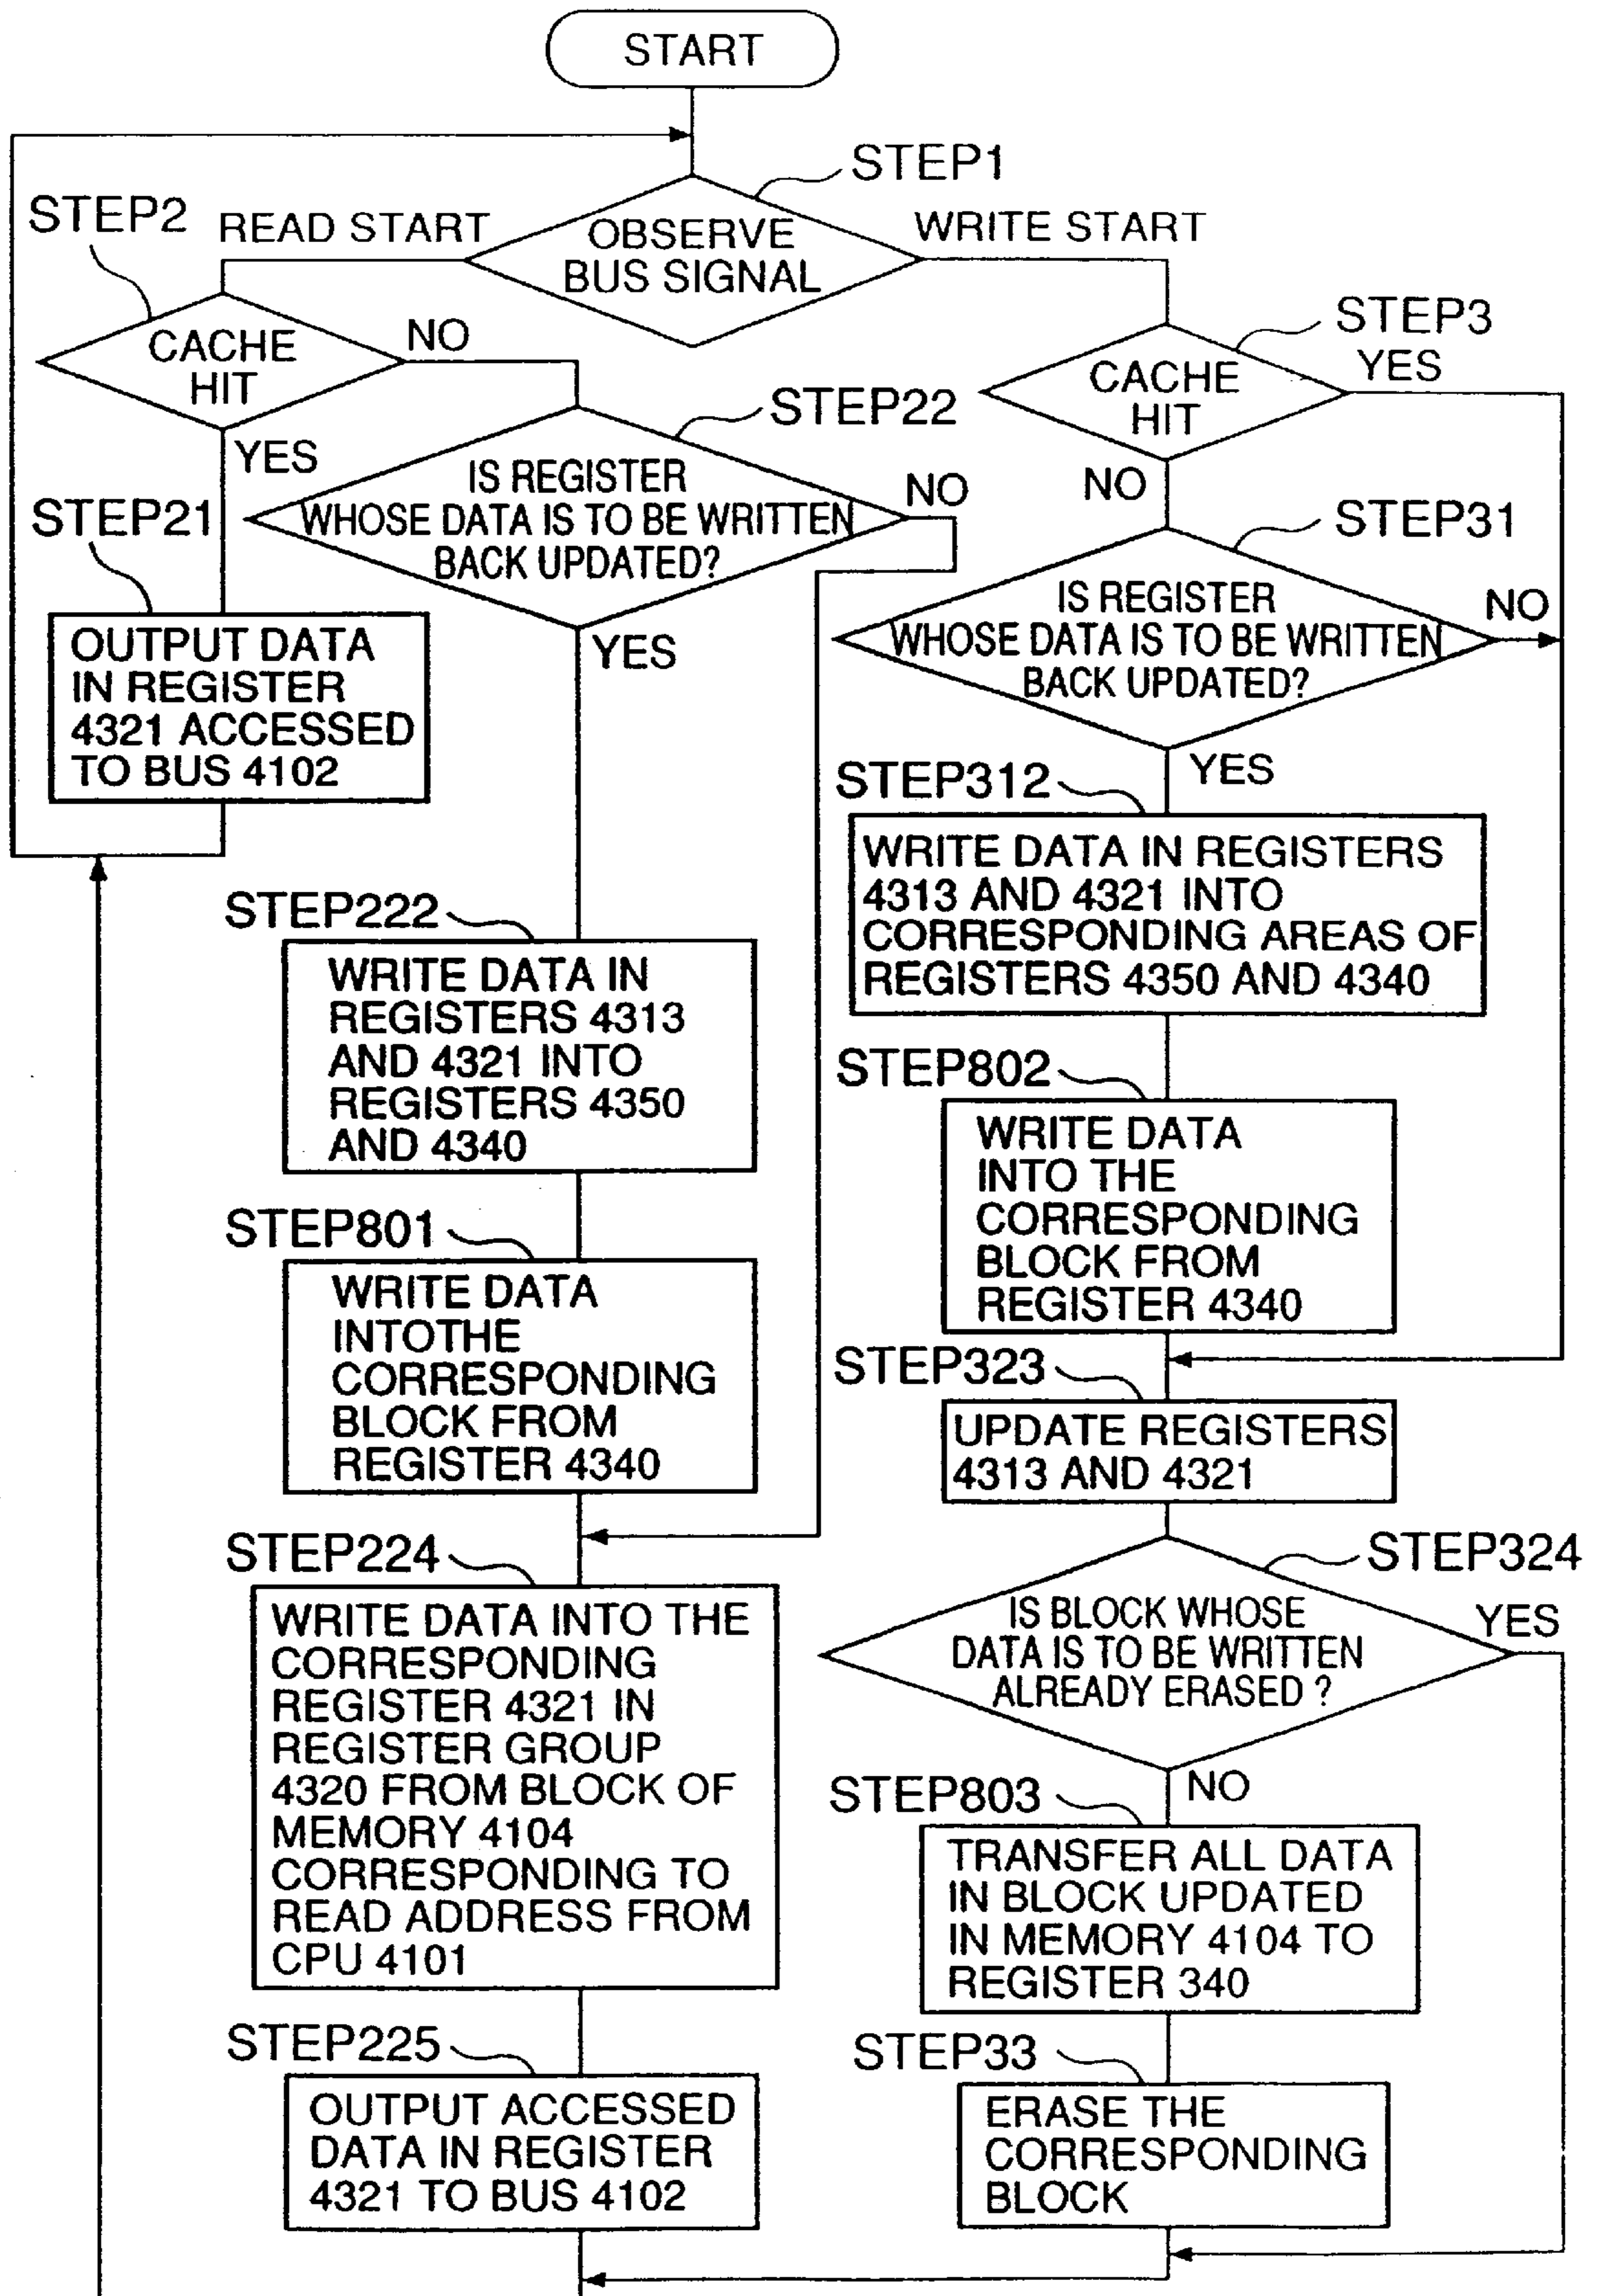 START
STEP1
STEP2
READ START
OBSERVE
BUS SIGNAL
WRITE START
CACHE
HIT
NO
YES
STEP3
CACHE
HIT
YES
NO
STEP22
IS REGISTER
WHOSE DATA IS TO BE WRITTEN
BACK UPDATED?
NO
YES
STEP21
OUTPUT DATA
IN REGISTER
4321 ACCESSED
TO BUS 4102
STEP31
IS REGISTER
WHOSE DATA IS TO BE WRITTEN
BACK UPDATED?
NO
YES
STEP222
WRITE DATA IN
REGISTERS 4313
AND 4321 INTO
REGISTERS 4350
AND 4340
STEP801
WRITE DATA
INTOTHE
CORRESPONDING
BLOCK FROM
REGISTER 4340
STEP224
WRITE DATA INTO THE
CORRESPONDING
REGISTER 4321 IN
REGISTER GROUP
4320 FROM BLOCK OF
MEMORY 4104
CORRESPONDING TO
READ ADDRESS FROM
CPU 4101
STEP225
OUTPUT ACCESSED
DATA IN REGISTER
4321 TO BUS 4102
STEP312
WRITE DATA IN REGISTERS
4313 AND 4321 INTO
CORRESPONDING AREAS OF
REGISTERS 4350 AND 4340
STEP802
WRITE DATA
INTO THE
CORRESPONDING
BLOCK FROM
REGISTER 4340
STEP323
UPDATE REGISTERS
4313 AND 4321
STEP324
IS BLOCK WHOSE
DATA IS TO BE WRITTEN
ALREADY ERASED ?
YES
NO
STEP803
TRANSFER ALL DATA
IN BLOCK UPDATED
IN MEMORY 4104 TO
REGISTER 340
STEP33
ERASE THE
CORRESPONDING
BLOCK